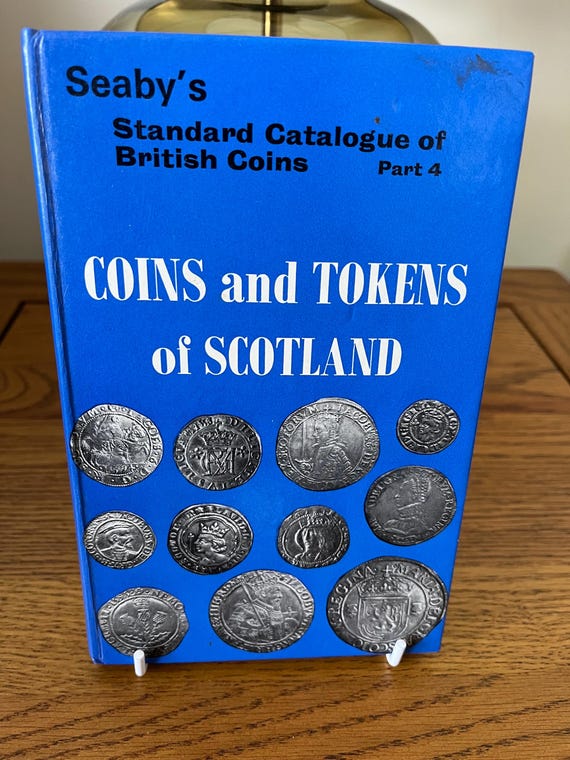 Seaby's
Standard Catalogue of
British Coins Part 4
COINS and TOKENS
of SCOTLAND